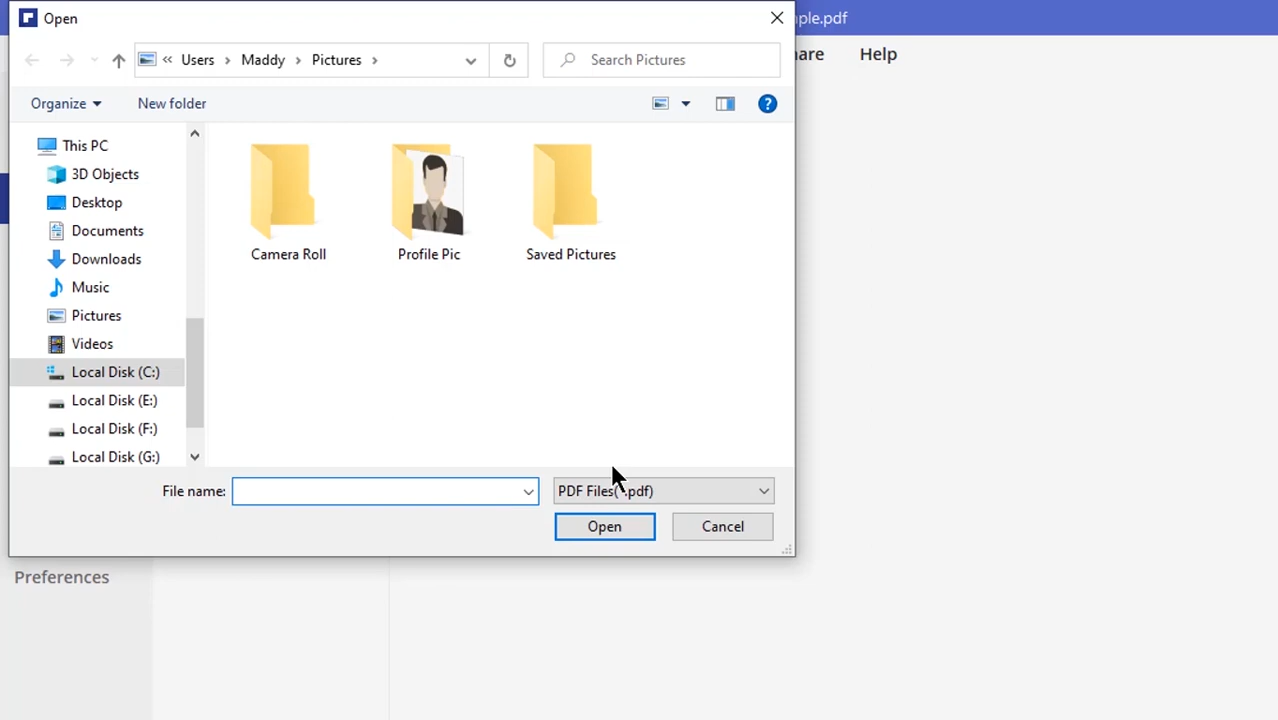 Open
ple.pdf
« Users › Maddy › Pictures ›
Search Pictures
are
Help
Organize
New folder
This PC
3D Objects
Desktop
Documents
Downloads
Music
Pictures
Videos
Local Disk (C:)
Local Disk (E:)
Local Disk (F:)
Local Disk (G:)
Camera Roll
Profile Pic
Saved Pictures
File name:
PDF Files( .pdf)
Open
Cancel
Preferences